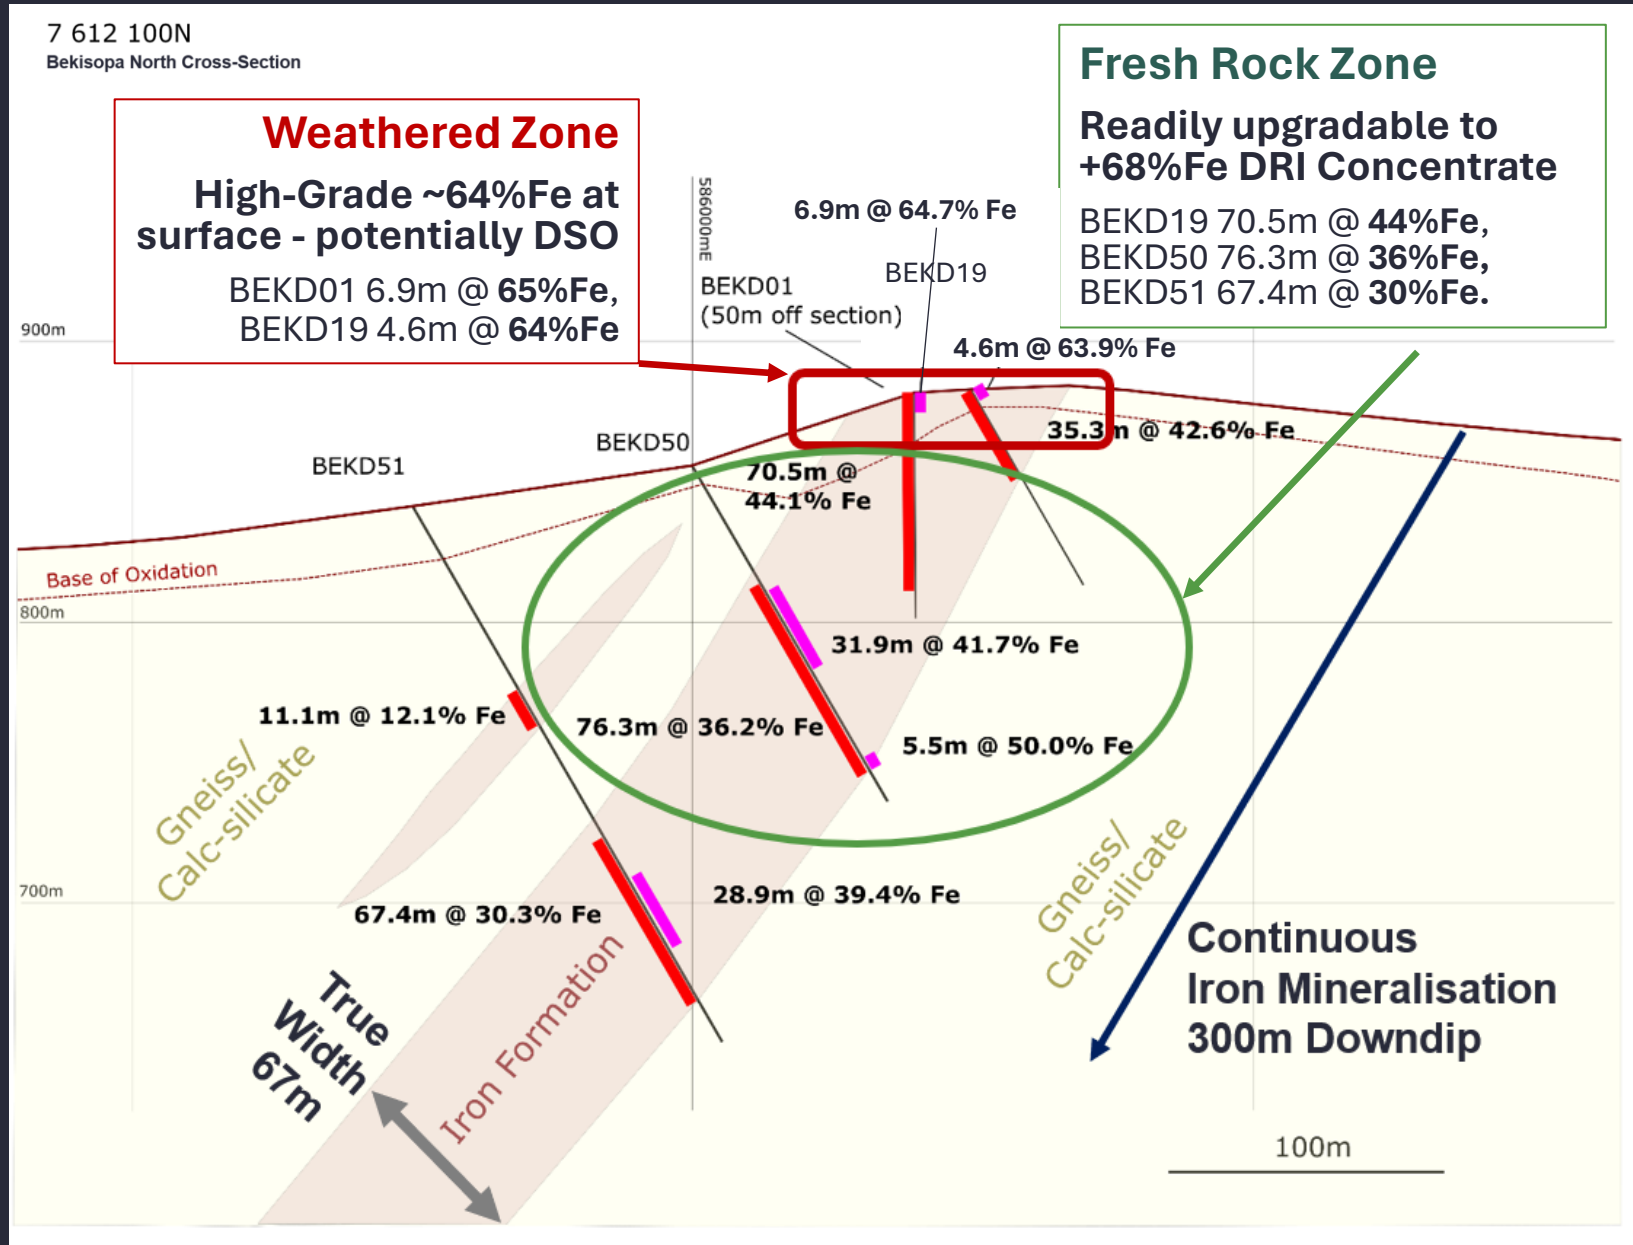 7 612 100N
Bekisopa North Cross-Section
Weathered Zone
High-Grade ~64%Fe at
surface - potentially DSO
BEKD01 6.9m @ 65%Fe,
BEKD19 4.6m @ 64%Fe
Fresh Rock Zone
Readily upgradable to
+68%Fe DRI Concentrate
BEKD19 70.5m @ 44%Fe,
BEKD50 76.3m @ 36%Fe,
BEKD51 67.4m @ 30%Fe.
586000mE
6.9m @ 64.7% Fe
BEKD19
BEKD01
(50m off section)
900m
4.6m @ 63.9% Fe
35.3m @ 42.6% Fe
BEKD50
BEKD51
70.5m @
44.1% Fe
Base of Oxidation
800m
31.9m @ 41.7% Fe
11.1m @ 12.1% Fe
76.3m @ 36.2% Fe
5.5m @ 50.0% Fe
Gneiss/
Calc-silicate
700m
28.9m @ 39.4% Fe
67.4m @ 30.3% Fe
Gneiss/
Calc-silicate
Continuous
Iron Mineralisation
300m Downdip
True
Width
67m
Iron Formation
100m